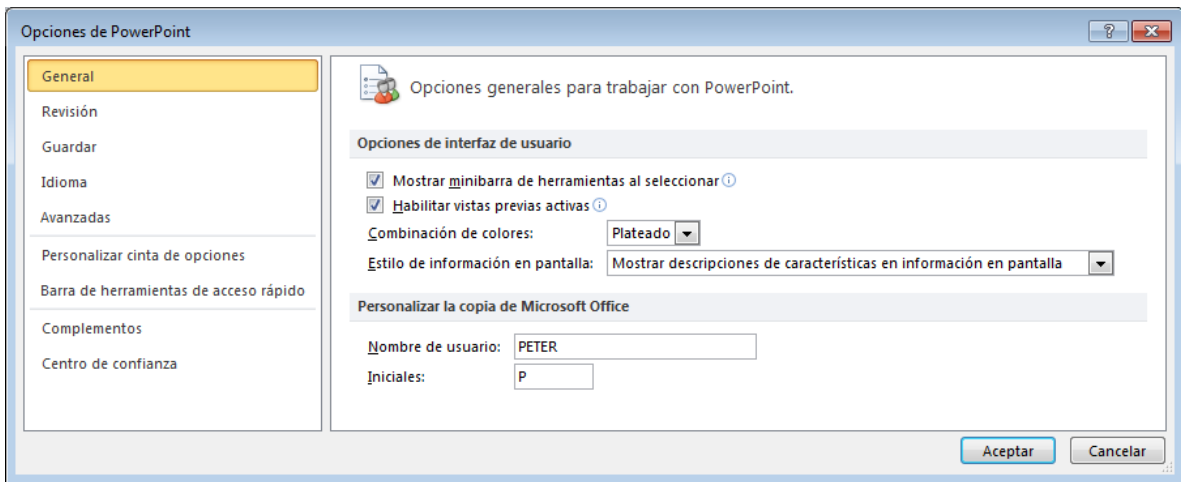 Opciones de PowerPoint
General
Revisión
Guardar
Idioma
Avanzadas
Personalizar cinta de opciones
Barra de herramientas de acceso rápido
Complementos
Centro de confianza
Opciones generales para trabajar con PowerPoint.
Opciones de interfaz de usuario
Mostrar minibarra de herramientas al seleccionar
Habilitar vistas previas activas
Combinación de colores: Plateado
Estilo de información en pantalla: Mostrar descripciones de características en información en pantalla
Personalizar la copia de Microsoft Office
Nombre de usuario: PETER
Iniciales: P
Aceptar Cancelar